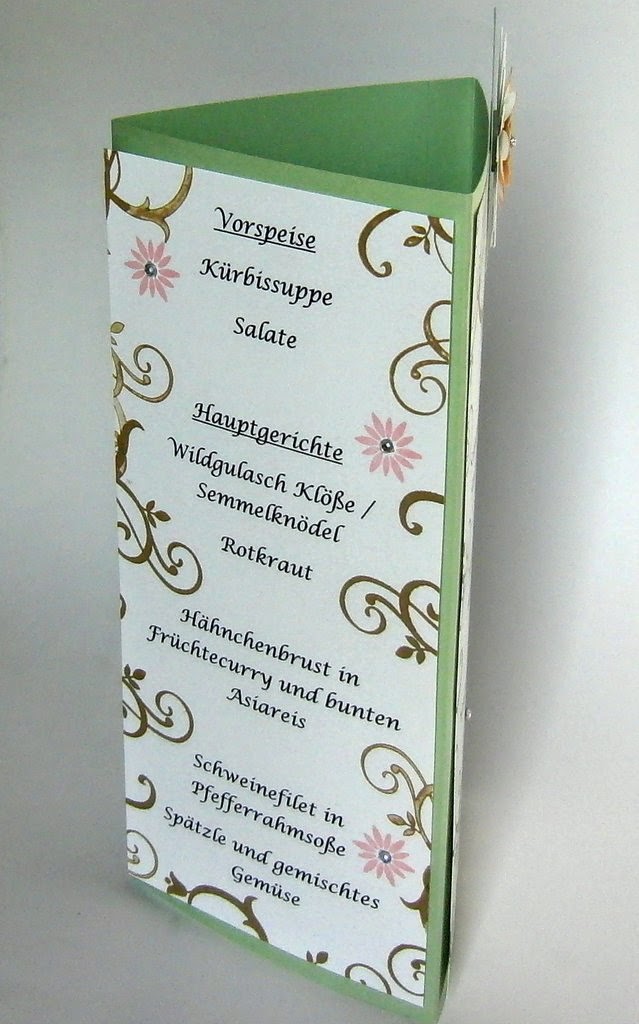 Vorspeise
Kürbissuppe
Salate
Hauptgerichte
Wildgulasch Klöße /
Semmelknödel
Rotkraut
Hähnchenbrust in
Früchtecurry und bunten
Asiareis
Schweinefilet in
Pfefferrahmsoße
Spätzle und gemischtes
Gemüse